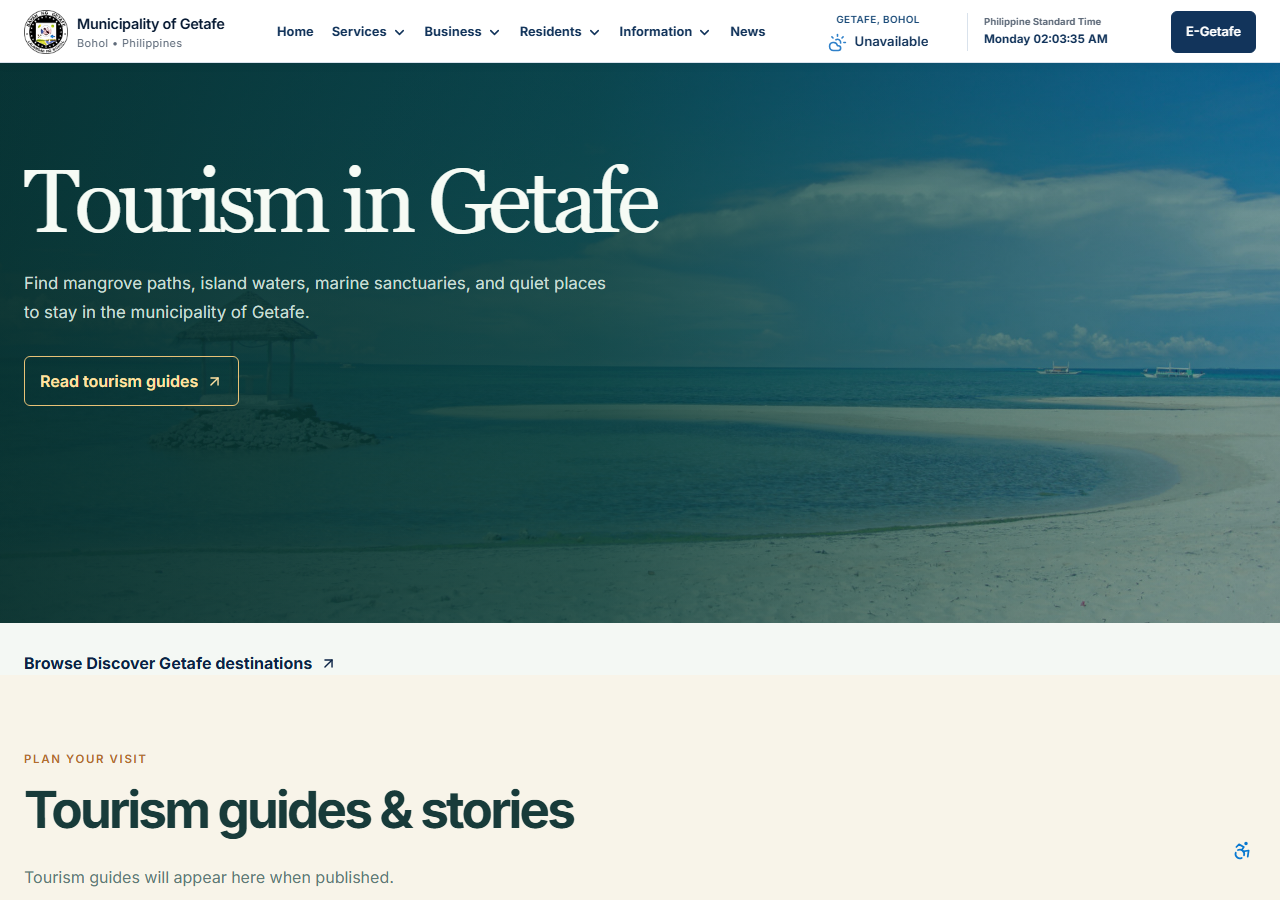 Municipality of Getafe
Bohol • Philippines
Home
Services
Business
Residents
Information
News
GETAFE, BOHOL
Unavailable
Philippine Standard Time
Monday 02:03:35 AM
E-Getafe
Tourism in Getafe
Find mangrove paths, island waters, marine sanctuaries, and quiet places
to stay in the municipality of Getafe.
Read tourism guides
Browse Discover Getafe destinations
PLAN YOUR VISIT
Tourism guides & stories
Tourism guides will appear here when published.